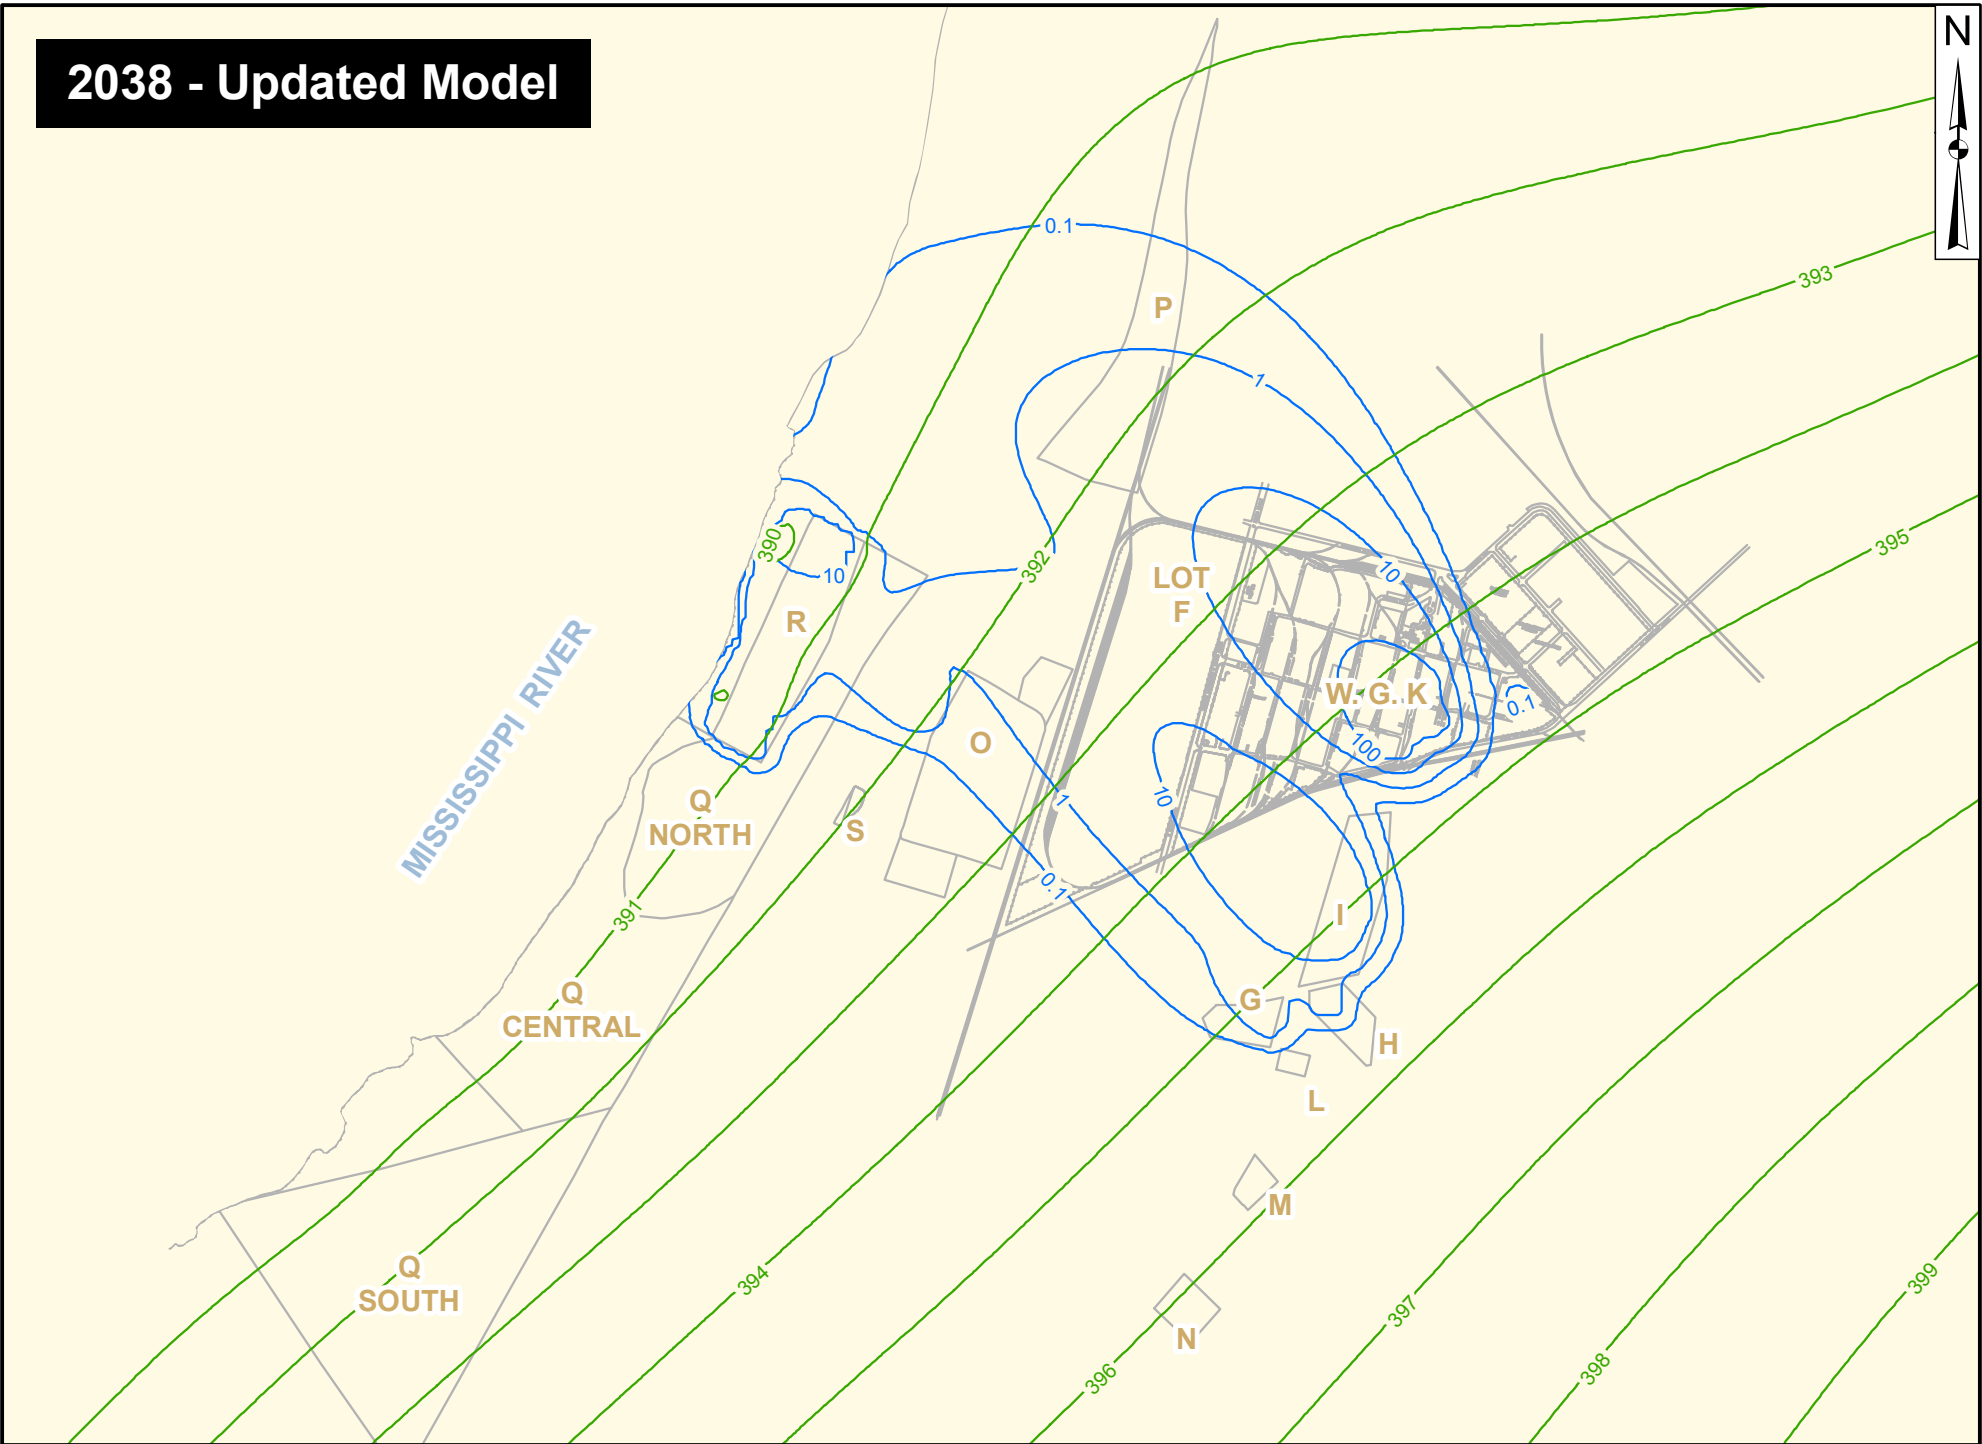 2038 - Updated Model
N
0.1
393
P
1
390
10
395
392
10
LOT
F
R
MISSISSIPPI RIVER
W. G. K
0.1
O
100
Q
NORTH
S
1
10
0.1
391
I
Q
CENTRAL
G
H
L
M
Q
SOUTH
394
399
397
N
396
398